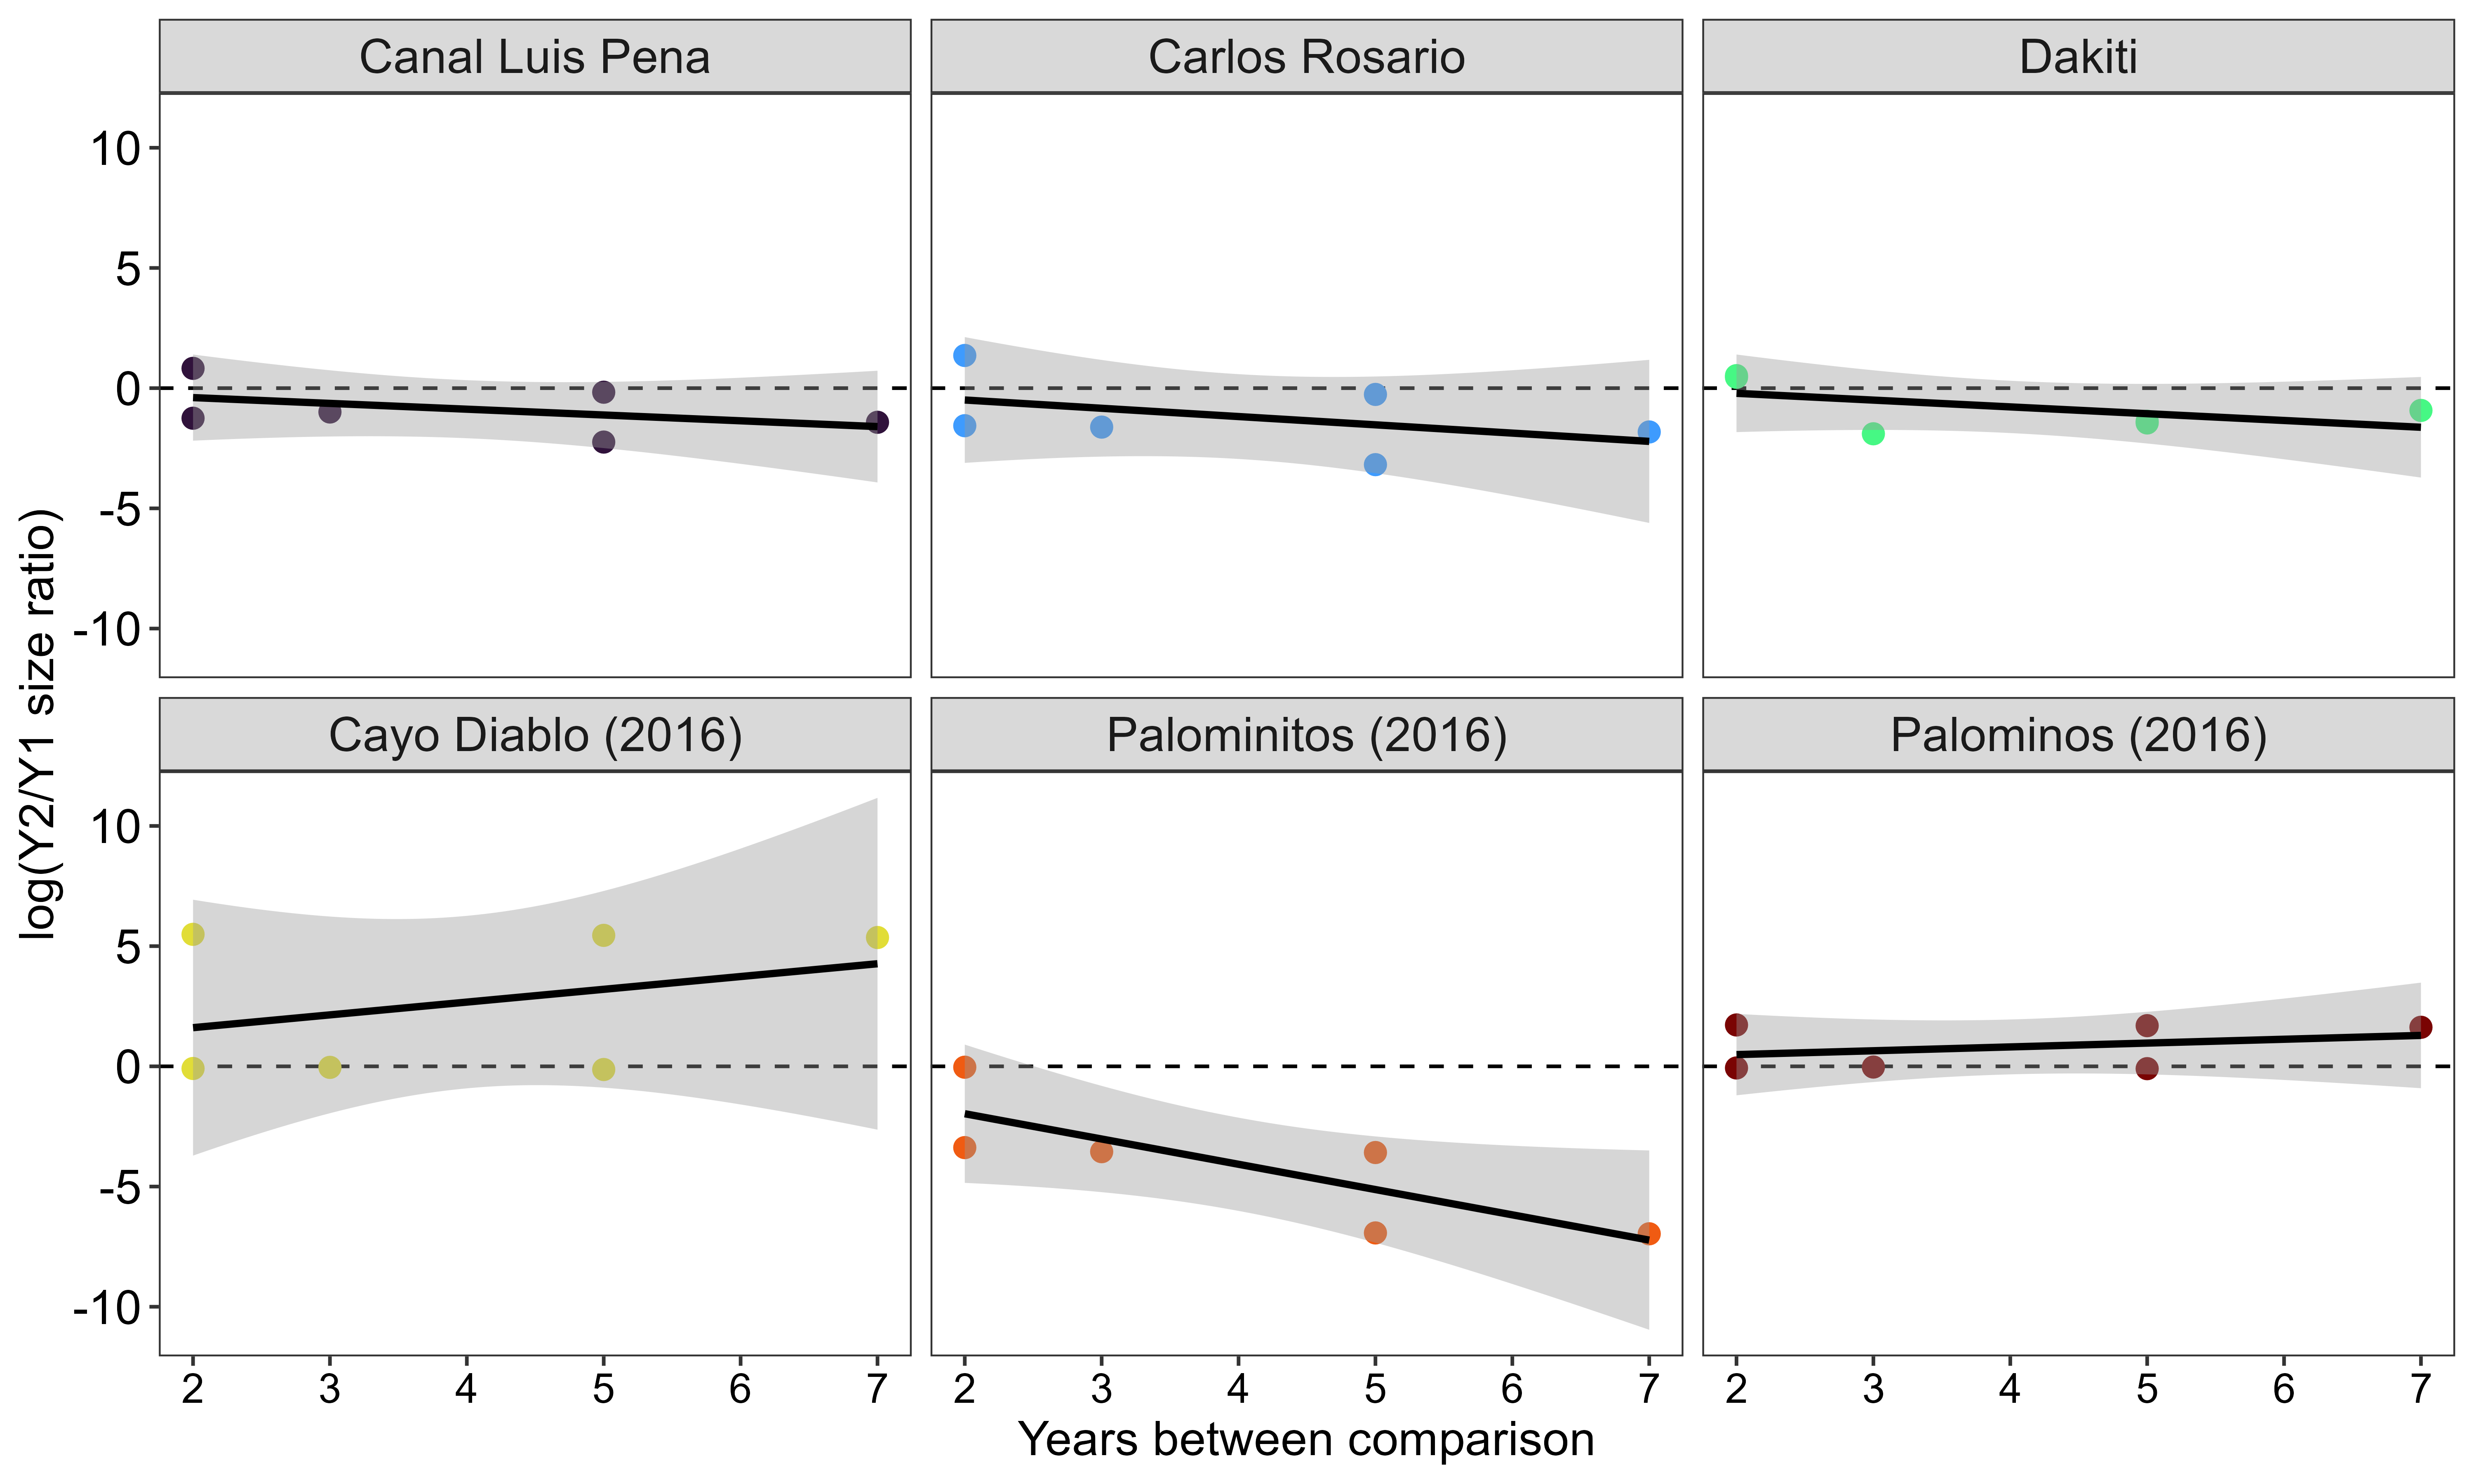 Canal Luis Pena
Carlos Rosario
Dakiti
10
5
0
-5
-10
Cayo Diablo (2016)
Palominitos (2016)
Palominos (2016)
10
5
0
-5
-10
log(Y2/Y1 size ratio)
2 3 4 5 6 7
2 3 4 5 6 7
2 3 4 5 6 7
Years between comparison